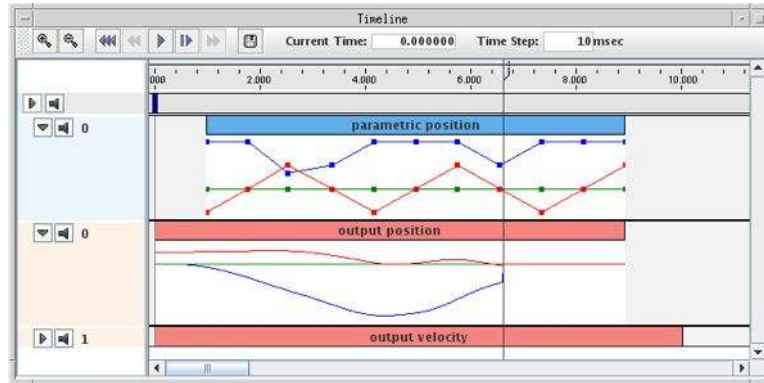 Timeline
Current Time: 0.000000 Time Step: 10 msec
000 2.000 4.000 6.000 8.000 10.000
0 parametric position
0 output position
1 output velocity